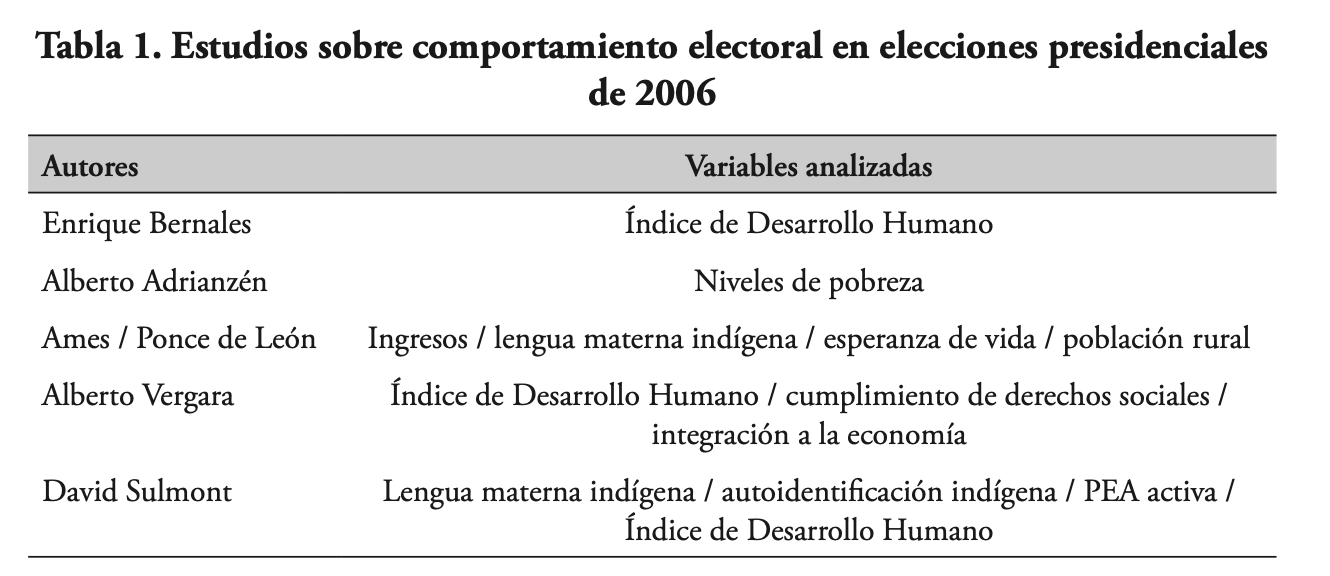 Tabla 1. Estudios sobre comportamiento electoral en elecciones presidenciales
de 2006
Autores Variables analizadas
Enrique Bernales Índice de Desarrollo Humano
Alberto Adrianzén Niveles de pobreza
Ames / Ponce de León Ingresos / lengua materna indígena / esperanza de vida / población rural
Alberto Vergara Índice de Desarrollo Humano / cumplimiento de derechos sociales /
integración a la economía
David Sulmont Lengua materna indígena / autoidentificación indígena / PEA activa /
Índice de Desarrollo Humano